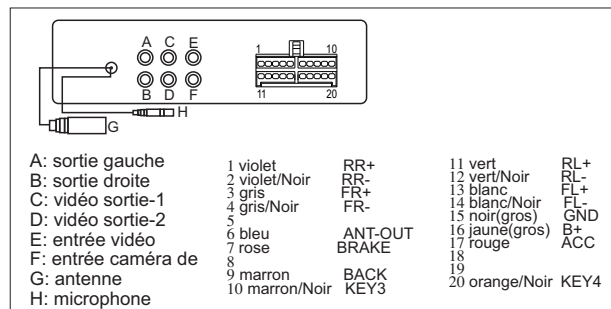 A C E
B D F
H
G
1 10
11 20
A: sortie gauche
B: sortie droite
C: vidéo sortie-1
D: vidéo sortie-2
E: entrée vidéo
F: entrée caméra de
G: antenne
H: microphone
1 violet RR+
2 violet/Noir RR-
3 gris FR+
4 gris/Noir FR-
5
6 bleu ANT-OUT
7 rose BRAKE
8
9 marron BACK
10 marron/Noir KEY3
11 vert RL+
12 vert/Noir RL-
13 blanc FL+
14 blanc/Noir FL-
15 noir(gros) GND
16 jaune(gros) B+
17 rouge ACC
18
19
20 orange/Noir KEY4